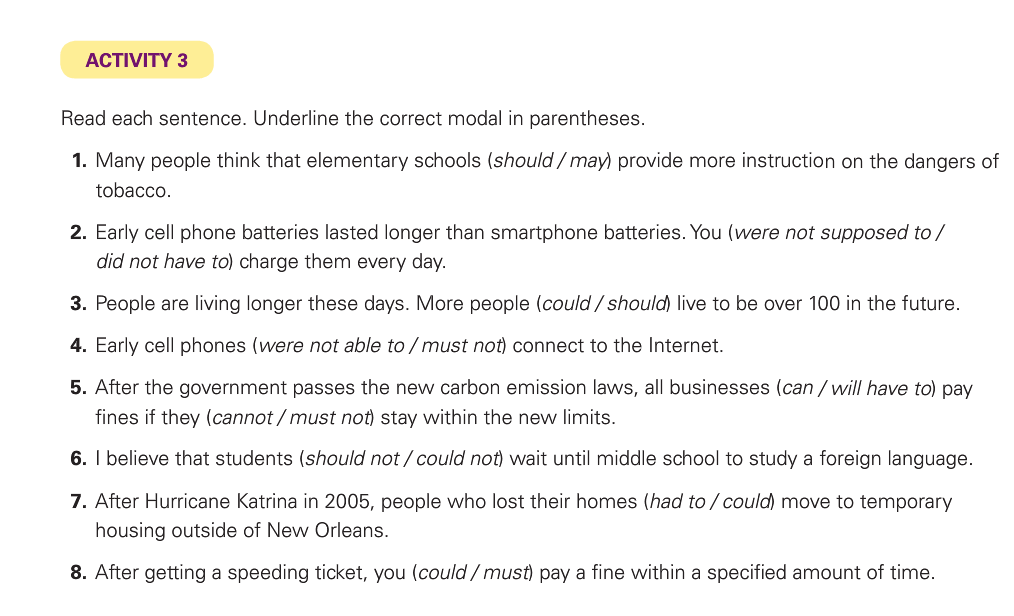 ACTIVITY 3
Read each sentence. Underline the correct modal in parentheses.
1. Many people think that elementary schools (should / may) provide more instruction on the dangers of
tobacco.
2. Early cell phone batteries lasted longer than smartphone batteries. You (were not supposed to /
did not have to) charge them every day.
3. People are living longer these days. More people (could / should) live to be over 100 in the future.
4. Early cell phones (were not able to / must not) connect to the Internet.
5. After the government passes the new carbon emission laws, all businesses (can / will have to) pay
fines if they (cannot / must not) stay within the new limits.
6. I believe that students (should not / could not) wait until middle school to study a foreign language.
7. After Hurricane Katrina in 2005, people who lost their homes (had to / could) move to temporary
housing outside of New Orleans.
8. After getting a speeding ticket, you (could / must) pay a fine within a specified amount of time.